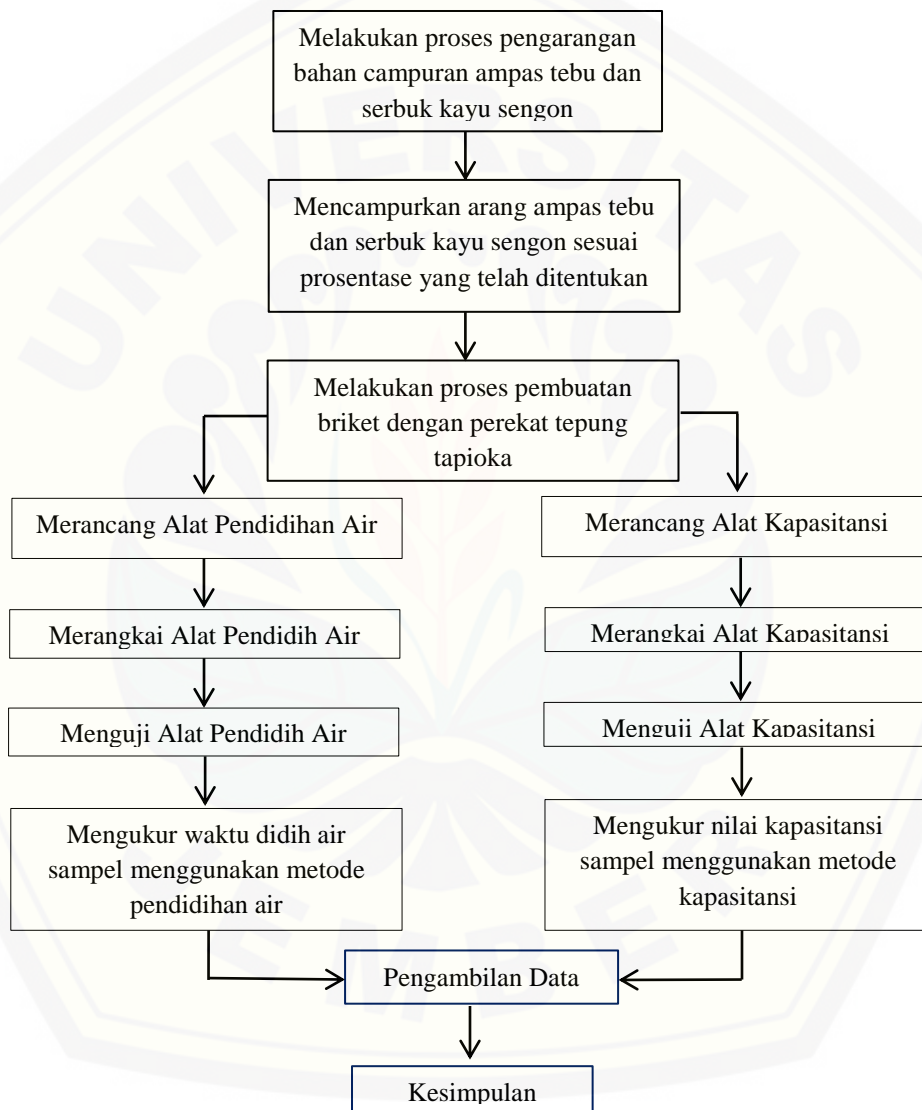 UNIVERSITAS
Melakukan proses pengarangan
bahan campuran ampas tebu dan
serbuk kayu sengon
Mencampurkan arang ampas tebu
dan serbuk kayu sengon sesuai
prosentase yang telah ditentukan
Melakukan proses pembuatan
briket dengan perekat tepung
tapioka
Merancang Alat Pendidihan Air
Merangkai Alat Pendidih Air
Menguji Alat Pendidih Air
Mengukur waktu didih air
sampel menggunakan metode
pendidihan air
Merancang Alat Kapasitansi
Merangkai Alat Kapasitansi
Menguji Alat Kapasitansi
Mengukur nilai kapasitansi
sampel menggunakan metode
kapasitansi
Pengambilan Data
Kesimpulan